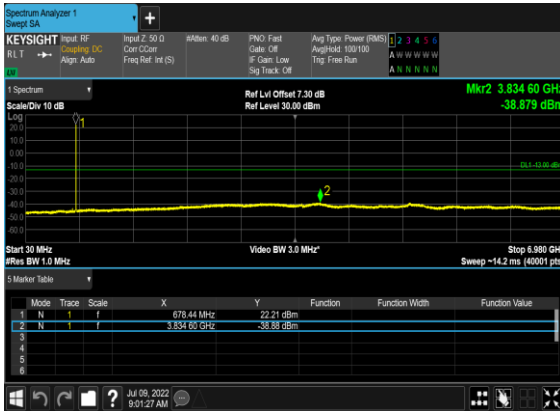 Spectrum Analyzer 1
Swept SA
+
KEYSIGHT Input: RF Input Z: 50 Ω #Atten: 40 dB PNO: Fast Avg Type: Power (RMS) 1 2 3 4 5 6
RLT Coupling: DC Corr CCorr Gate: Off Avg|Hold: 100/100 A W W W W W
Align: Auto Freq Ref: Int (S) IF Gain: Low Trig: Free Run
Sig Track: Off A N N N N N
1 Spectrum
Scale/Div 10 dB Ref Lvl Offset 7.30 dB Mkr2 3.834 60 GHz
Ref Level 30.00 dBm -38.879 dBm
Log
20.0 1
10.0
0.00
-10.0 DL1 -13.00 dBm
-20.0
-30.0 2
-40.0
-50.0
-60.0
Start 30 MHz Video BW 3.0 MHz* Stop 6.980 GHz
#Res BW 1.0 MHz Sweep ~14.2 ms (40001 pts)
5 Marker Table
Mode Trace Scale X Y Function Function Width Function Value
1 N 1 f 678.44 MHz 22.21 dBm
2 N 1 f 3.834 60 GHz -38.88 dBm
3
4
5
6
? Jul 09, 2022
9:01:27 AM